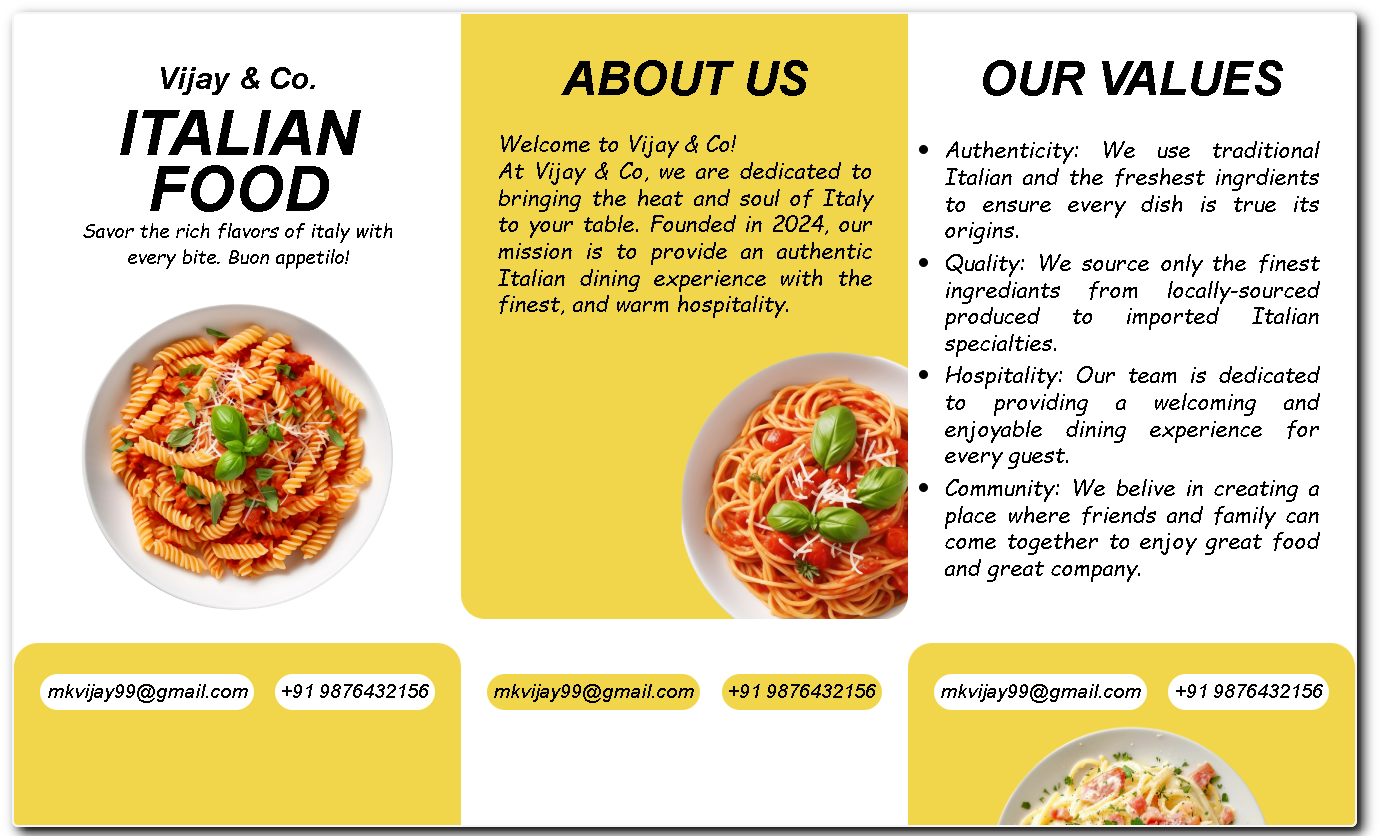 Vijay & Co.
ITALIAN
FOOD
Savor the rich flavors of italy with
every bite. Buon appetilo!
mkvijay99@gmail.com +91 9876432156
ABOUT US
Welcome to Vijay & Co!
At Vijay & Co, we are dedicated to
bringing the heat and soul of Italy
to your table. Founded in 2024, our
mission is to provide an authentic
Italian dining experience with the
finest, and warm hospitality.
mkvijay99@gmail.com +91 9876432156
OUR VALUES
• Authenticity: We use traditional
Italian and the freshest ingrdients
to ensure every dish is true its
origins.
• Quality: We source only the finest
ingrediants from locally-sourced
produced to imported Italian
specialties.
• Hospitality: Our team is dedicated
to providing a welcoming and
enjoyable dining experience for
every guest.
• Community: We belive in creating a
place where friends and family can
come together to enjoy great food
and great company.
mkvijay99@gmail.com +91 9876432156